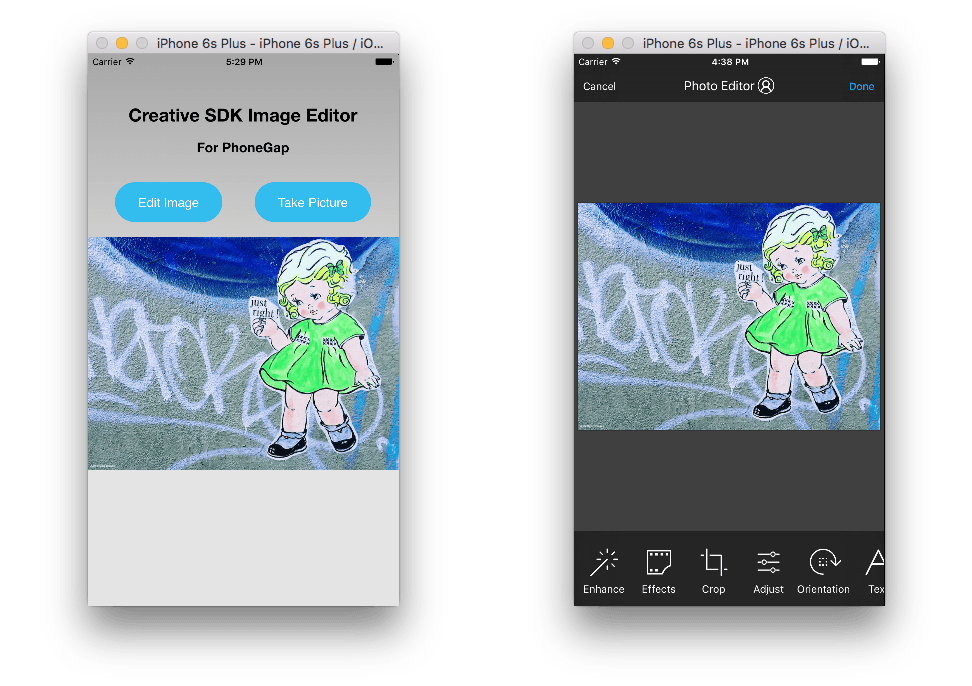 iPhone 6s Plus - iPhone 6s Plus / iO...
Carrier 5:29 PM
Creative SDK Image Editor
For PhoneGap
Edit Image Take Picture
just
right!
iPhone 6s Plus - iPhone 6s Plus / iO...
Carrier 4:38 PM
Cancel Photo Editor Done
just
right!
Enhance Effects Crop Adjust Orientation Tex